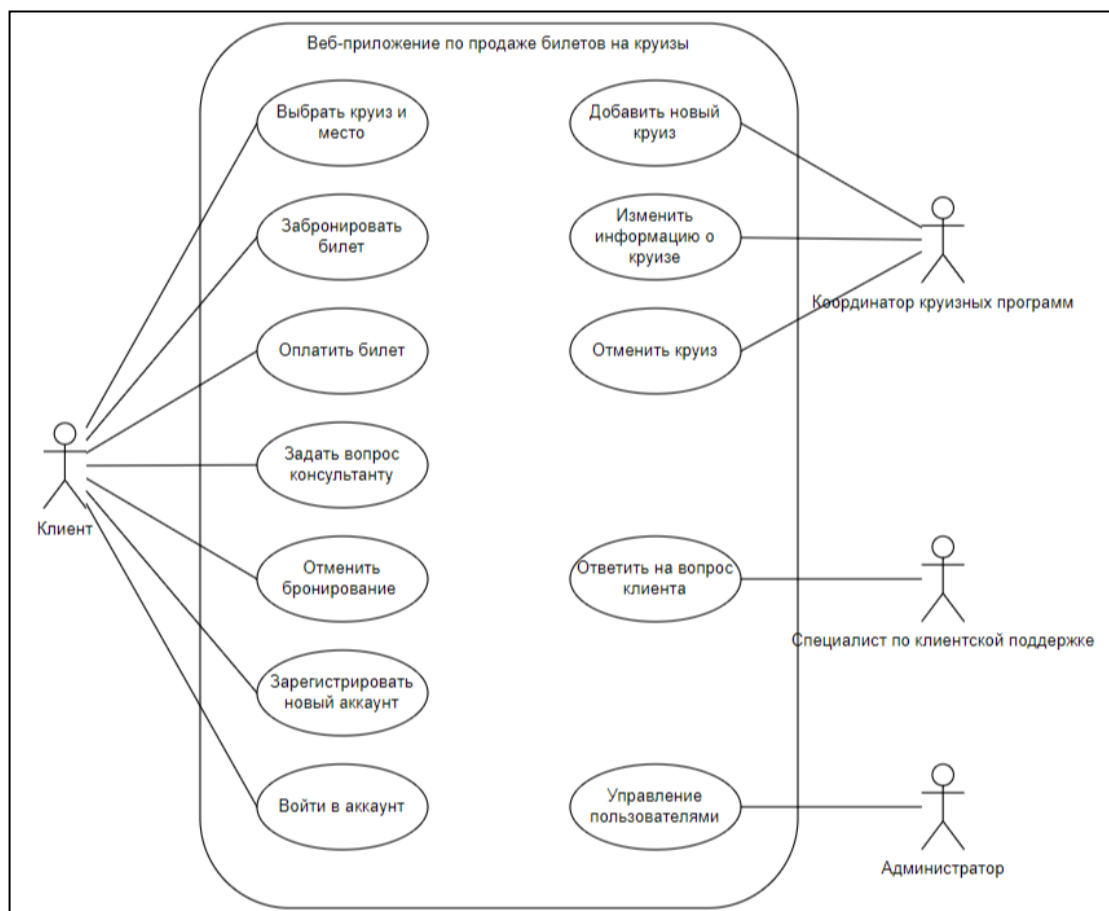 Веб-приложение по продаже билетов на круизы
Выбрать круиз и
место
Добавить новый
круиз
Забронировать
билет
Изменить
информацию о
круизе
Координатор круизных программ
Оплатить билет
Отменить круиз
Клиент
Задать вопрос
консультанту
Отменить
бронирование
Ответить на вопрос
клиента
Специалист по клиентской поддержке
Зарегистрировать
новый аккаунт
Войти в аккаунт
Управление
пользователями
Администратор